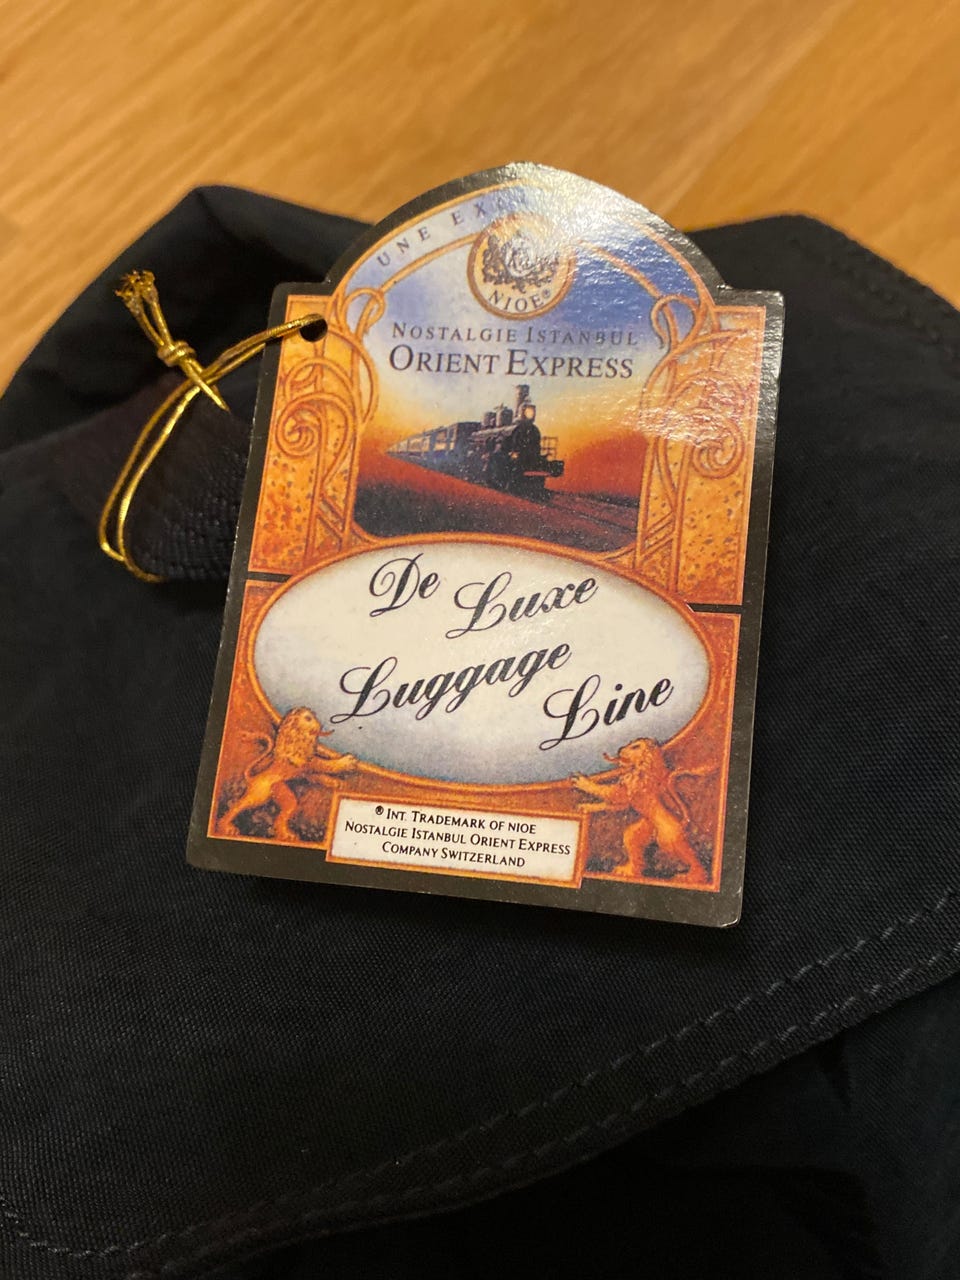 UNE
NIOE®
NOSTALGIE ISTANBUL
ORIENT EXPRESS
De Luxe
Luggage
Line
® INT. TRADEMARK OF NIOE
NOSTALGIE ISTANBUL ORIENT EXPRESS
COMPANY SWITZERLAND